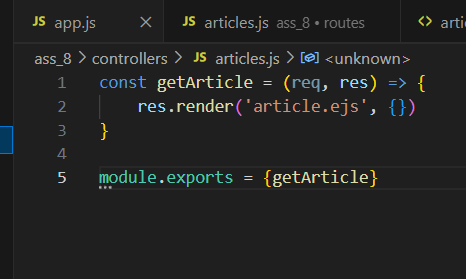 JS app.js × JS articles.js ass_8 • routes <> artic
ass_8 > controllers > JS articles.js > <unknown>
1 const getArticle = (req, res) => {
2 res.render('article.ejs', {})
3 }
4
5 module.exports = {getArticle}